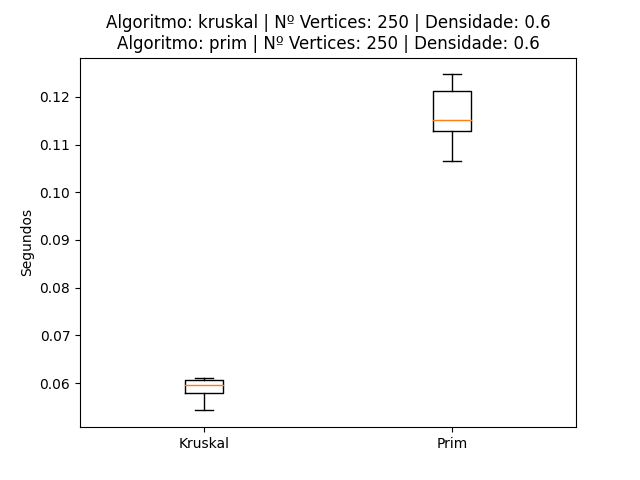 Algoritmo: kruskal | Nº Vertices: 250 | Densidade: 0.6
Algoritmo: prim | Nº Vertices: 250 | Densidade: 0.6
0.12
0.11
0.10
0.09
0.08
0.07
0.06
Segundos
Kruskal
Prim